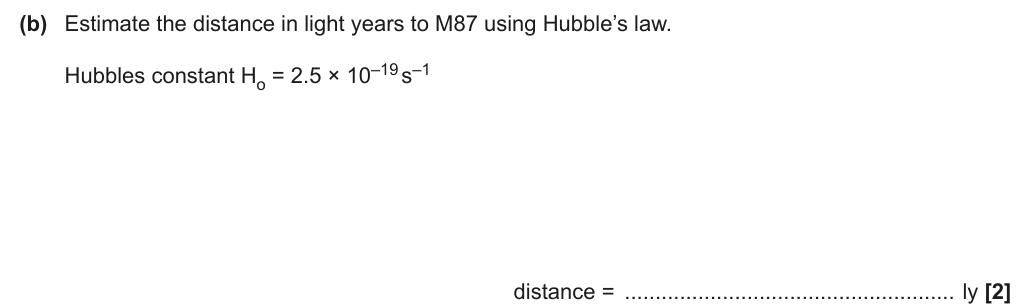 (b) Estimate the distance in light years to M87 using Hubble’s law.
Hubbles constant Hₒ = 2.5 × 10⁻¹⁹ s⁻¹
distance = ...................................................... ly [2]